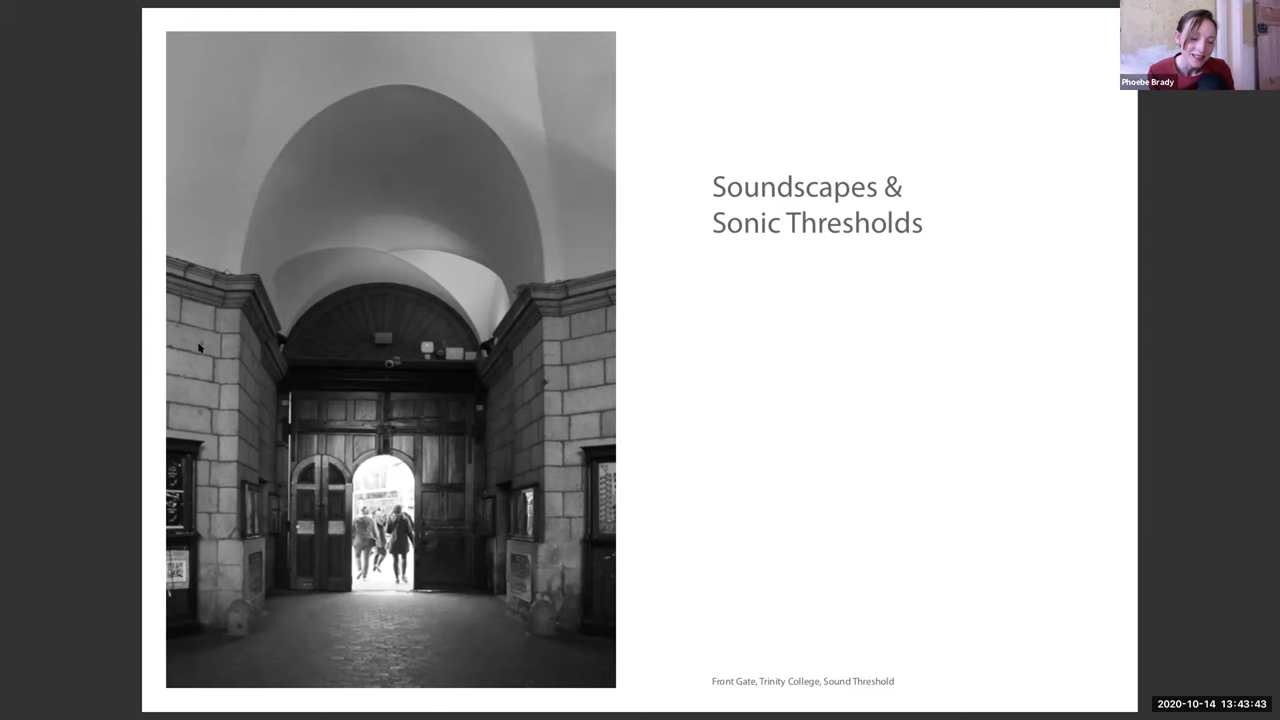 Phoebe Brady
Soundscapes &
Sonic Thresholds
Front Gate, Trinity College, Sound Threshold
2020-10-14 13:43:43